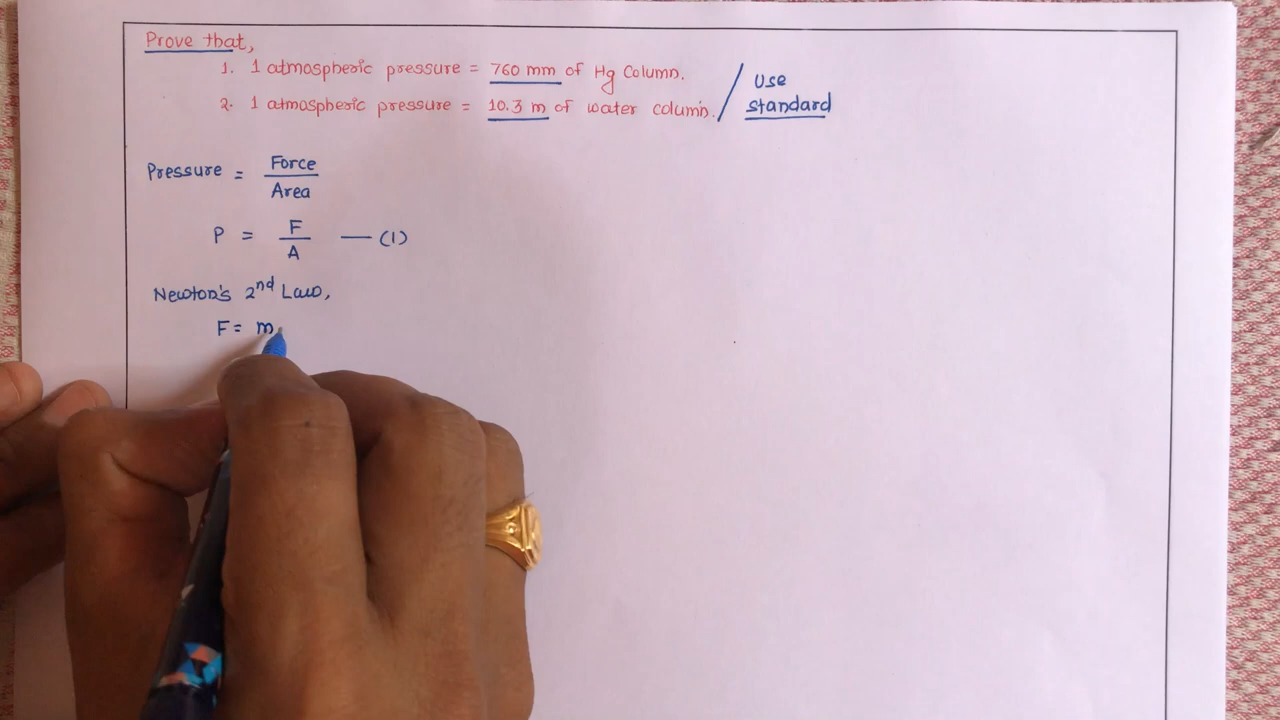 Prove that,
1. 1 atmospheric pressure = 760 mm of Hg Column.
2. 1 atmospheric pressure = 10.3 m of water column.
/ Use
standard
Pressure = Force
Area
P = F
A — (1)
Newton's 2nd Law,
F = m